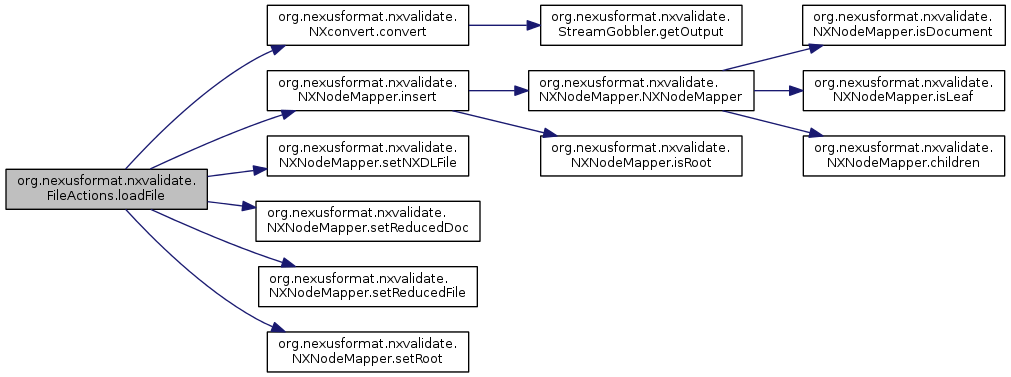 org.nexusformat.nxvalidate.
FileActions.loadFile
org.nexusformat.nxvalidate.
NXconvert.convert
org.nexusformat.nxvalidate.
StreamGobbler.getOutput
org.nexusformat.nxvalidate.
NXNodeMapper.insert
org.nexusformat.nxvalidate.
NXNodeMapper.NXNodeMapper
org.nexusformat.nxvalidate.
NXNodeMapper.isDocument
org.nexusformat.nxvalidate.
NXNodeMapper.isLeaf
org.nexusformat.nxvalidate.
NXNodeMapper.children
org.nexusformat.nxvalidate.
NXNodeMapper.isRoot
org.nexusformat.nxvalidate.
NXNodeMapper.setNXDLFile
org.nexusformat.nxvalidate.
NXNodeMapper.setReducedDoc
org.nexusformat.nxvalidate.
NXNodeMapper.setReducedFile
org.nexusformat.nxvalidate.
NXNodeMapper.setRoot